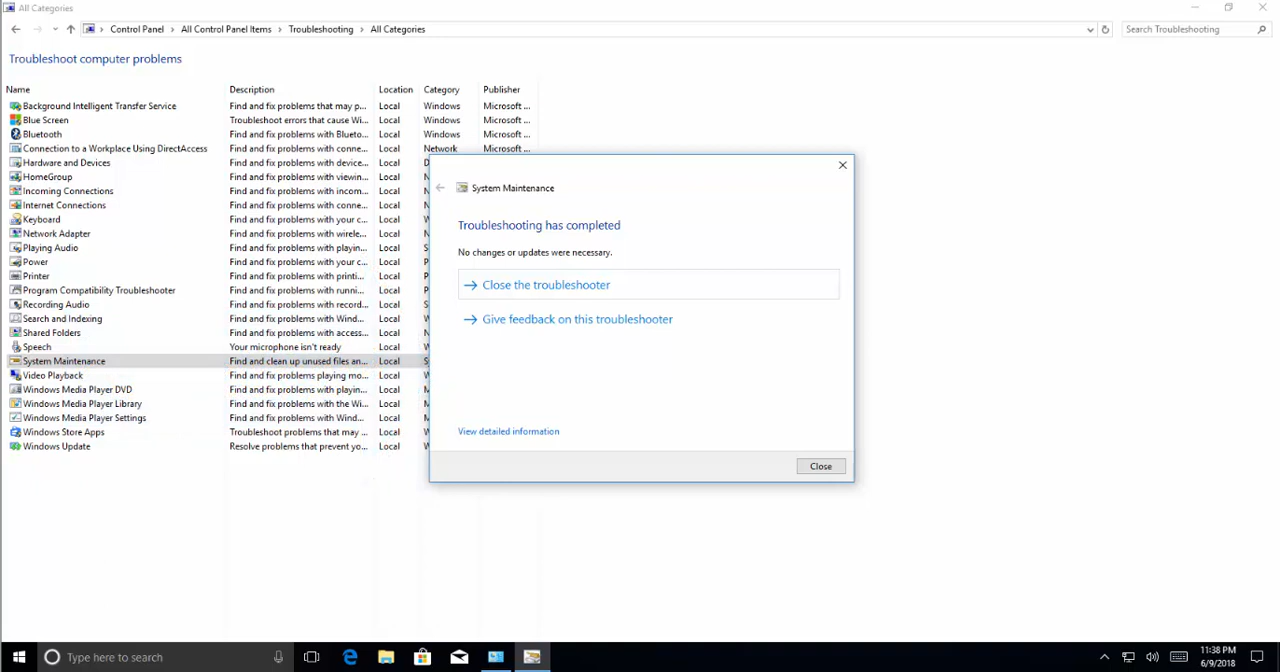 All Categories
Control Panel All Control Panel Items Troubleshooting All Categories Search Troubleshooting
Troubleshoot computer problems
Name Description Location Category Publisher
Background Intelligent Transfer Service Find and fix problems that may p... Local Windows Microsoft ...
Blue Screen Troubleshoot errors that cause Wi... Local Windows Microsoft ...
Bluetooth Find and fix problems with Blueto... Local Windows Microsoft ...
Connection to a Workplace Using DirectAccess Find and fix problems with conne... Local Network Microsoft ...
Hardware and Devices Find and fix problems with device... Local D
HomeGroup Find and fix problems with viewin... Local N
Incoming Connections Find and fix problems with incom... Local N
Internet Connections Find and fix problems with conne... Local N
Keyboard Find and fix problems with your c... Local W
Network Adapter Find and fix problems with wirele... Local N
Playing Audio Find and fix problems with playin... Local S
Power Find and fix problems with your c... Local P
Printer Find and fix problems with printi... Local P
Program Compatibility Troubleshooter Find and fix problems with runni... Local P
Recording Audio Find and fix problems with record... Local S
Search and Indexing Find and fix problems with Wind... Local W
Shared Folders Find and fix problems with access... Local N
Speech Your microphone isn't ready Local S
System Maintenance Find and clean up unused files an... Local S
Video Playback Find and fix problems playing mo... Local W
Windows Media Player DVD Find and fix problems with playin... Local M
Windows Media Player Library Find and fix problems with the Wi... Local M
Windows Media Player Settings Find and fix problems with Wind... Local M
Windows Store Apps Troubleshoot problems that may ... Local W
Windows Update Resolve problems that prevent yo... Local W
System Maintenance
Troubleshooting has completed
No changes or updates were necessary.
Close the troubleshooter
Give feedback on this troubleshooter
View detailed information
Close
Type here to search
11:38 PM
6/9/2018